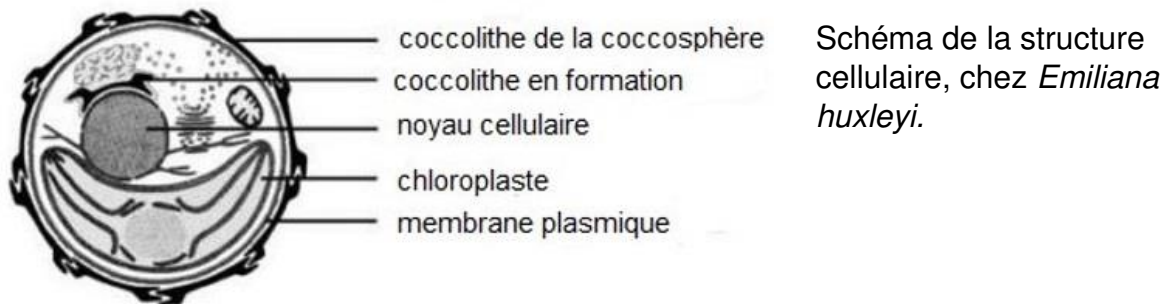 coccolithe de la coccosphère
coccolithe en formation
noyau cellulaire
chloroplaste
membrane plasmique
Schéma de la structure
cellulaire, chez Emiliana
huxleyi.